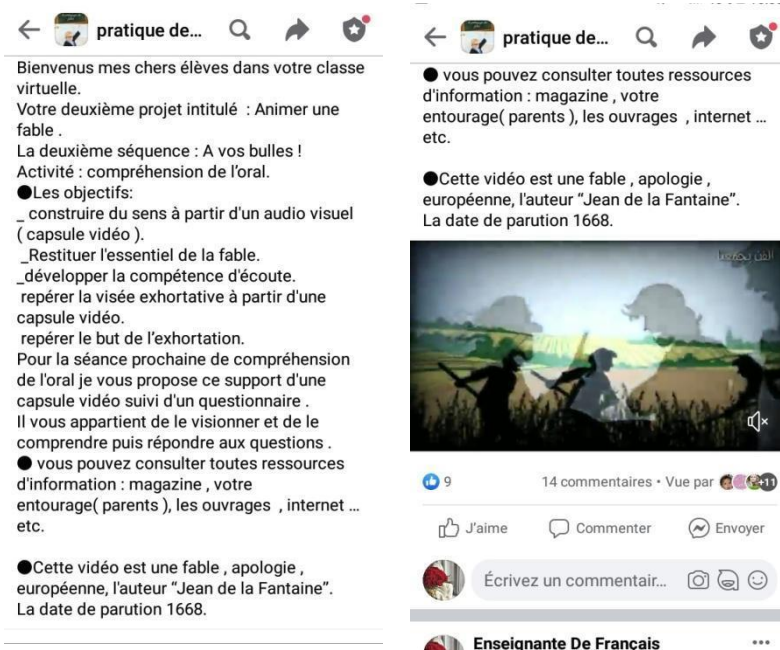 pratique de...
Bienvenus mes chers élèves dans votre classe
virtuelle.
Votre deuxième projet intitulé : Animer une
fable .
La deuxième séquence : A vos bulles !
Activité : compréhension de l'oral.
●Les objectifs:
_ construire du sens à partir d'un audio visuel
( capsule vidéo ).
_Restituer l'essentiel de la fable.
_développer la compétence d'écoute.
repérer la visée exhortative à partir d'une
capsule vidéo.
repérer le but de l'exhortation.
Pour la séance prochaine de compréhension
de l'oral je vous propose ce support d'une
capsule vidéo suivi d'un questionnaire .
Il vous appartient de le visionner et de le
comprendre puis répondre aux questions .
● vous pouvez consulter toutes ressources
d'information : magazine , votre
entourage( parents ), les ouvrages , internet ...
etc.
●Cette vidéo est une fable , apologie ,
européenne, l'auteur “Jean de la Fantaine”.
La date de parution 1668.
pratique de...
● vous pouvez consulter toutes ressources
d'information : magazine , votre
entourage( parents ), les ouvrages , internet ...
etc.
●Cette vidéo est une fable , apologie ,
européenne, l'auteur “Jean de la Fantaine”.
La date de parution 1668.
9
14 commentaires • Vue par +11
J'aime
Commenter
Envoyer
Écrivez un commentair...
Enseignante De Français